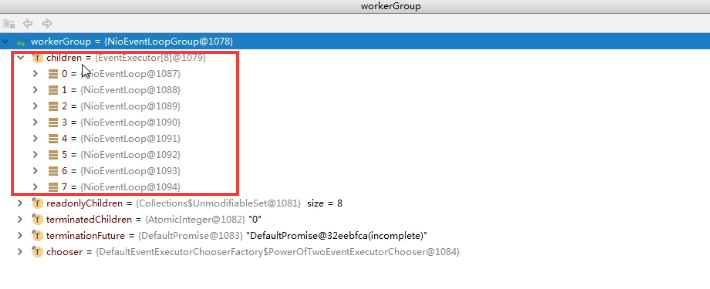 workerGroup
workerGroup = {NioEventLoopGroup@1078}
children = {EventExecutor[8]@1079}
0 = {NioEventLoop@1087}
1 = {NioEventLoop@1088}
2 = {NioEventLoop@1089}
3 = {NioEventLoop@1090}
4 = {NioEventLoop@1091}
5 = {NioEventLoop@1092}
6 = {NioEventLoop@1093}
7 = {NioEventLoop@1094}
readonlyChildren = {Collections$UnmodifiableSet@1081} size = 8
terminatedChildren = {AtomicInteger@1082} "0"
terminationFuture = {DefaultPromise@1083} "DefaultPromise@32eebfca(incomplete)"
chooser = {DefaultEventExecutorChooserFactory$PowerOfTwoEventExecutorChooser@1084}